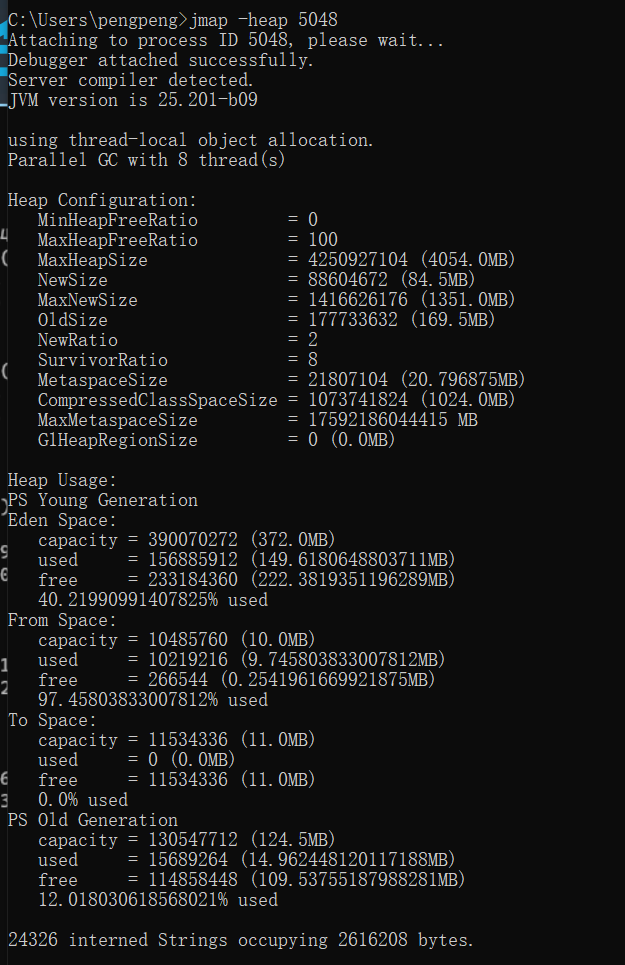 C:\Users\pengpeng>jmap -heap 5048
Attaching to process ID 5048, please wait...
Debugger attached successfully.
Server compiler detected.
JVM version is 25.201-b09

using thread-local object allocation.
Parallel GC with 8 thread(s)

Heap Configuration:
   MinHeapFreeRatio         = 0
   MaxHeapFreeRatio         = 100
   MaxHeapSize              = 4250927104 (4054.0MB)
   NewSize                  = 88604672 (84.5MB)
   MaxNewSize               = 1416626176 (1351.0MB)
   OldSize                  = 177733632 (169.5MB)
   NewRatio                 = 2
   SurvivorRatio            = 8
   MetaspaceSize            = 21807104 (20.796875MB)
   CompressedClassSpaceSize = 1073741824 (1024.0MB)
   MaxMetaspaceSize         = 17592186044415 MB
   G1HeapRegionSize         = 0 (0.0MB)

Heap Usage:
PS Young Generation
Eden Space:
   capacity = 390070272 (372.0MB)
   used     = 156885912 (149.6180648803711MB)
   free     = 233184360 (222.3819351196289MB)
   40.21990991407825% used
From Space:
   capacity = 10485760 (10.0MB)
   used     = 10219216 (9.745803833007812MB)
   free     = 266544 (0.2541961669921875MB)
   97.45803833007812% used
To Space:
   capacity = 11534336 (11.0MB)
   used     = 0 (0.0MB)
   free     = 11534336 (11.0MB)
   0.0% used
PS Old Generation
   capacity = 130547712 (124.5MB)
   used     = 15689264 (14.962448120117188MB)
   free     = 114858448 (109.53755187988281MB)
   12.018030618568021% used

24326 interned Strings occupying 2616208 bytes.